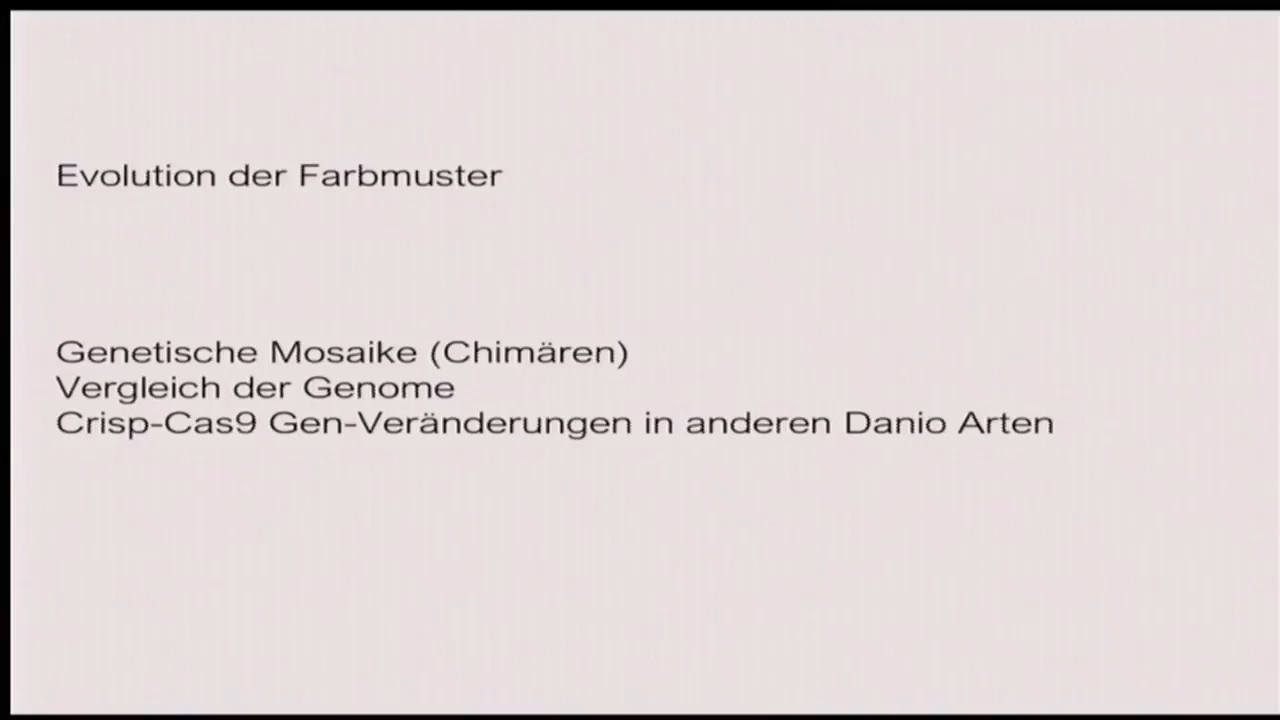 Evolution der Farbmuster
Genetische Mosaike (Chimären)
Vergleich der Genome
Crisp-Cas9 Gen-Veränderungen in anderen Danio Arten